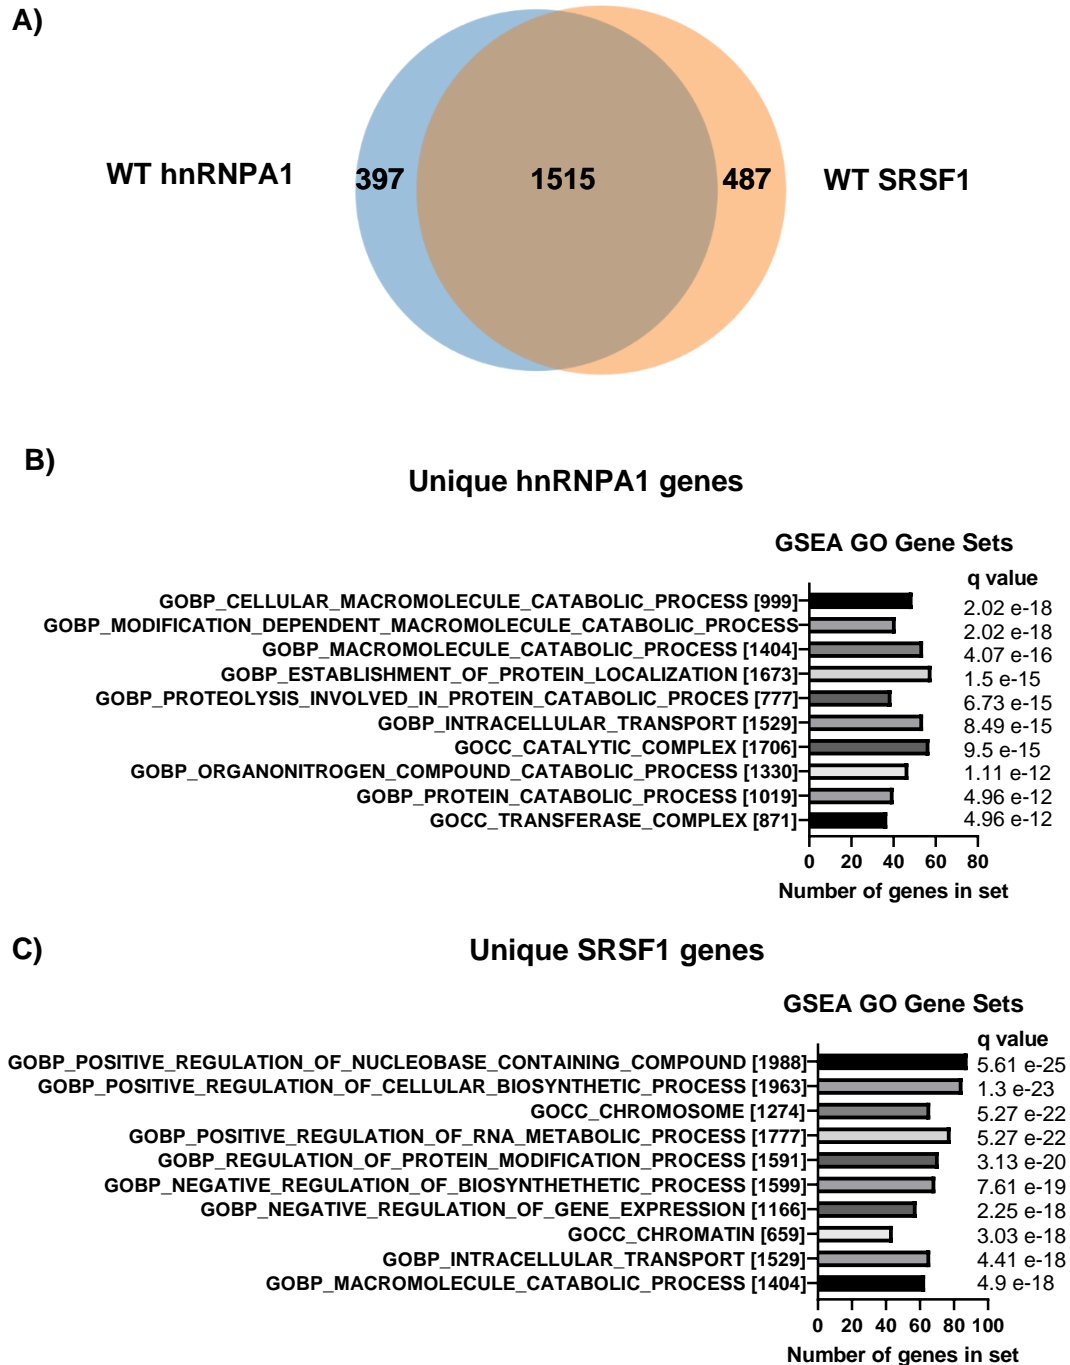 A)
WT hnRNPA1
397
1515
487
WT SRSF1
B)
Unique hnRNPA1 genes
GSEA GO Gene Sets
q value
GOBP_CELLULAR_MACROMOLECULE_CATABOLIC_PROCESS [999] 2.02 e-18
GOBP_MODIFICATION_DEPENDENT_MACROMOLECULE_CATABOLIC_PROCESS 2.02 e-18
GOBP_MACROMOLECULE_CATABOLIC_PROCESS [1404] 4.07 e-16
GOBP_ESTABLISHMENT_OF_PROTEIN_LOCALIZATION [1673] 1.5 e-15
GOBP_PROTEOLYSIS_INVOLVED_IN_PROTEIN_CATABOLIC_PROCES [777] 6.73 e-15
GOBP_INTRACELLULAR_TRANSPORT [1529] 8.49 e-15
GOCC_CATALYTIC_COMPLEX [1706] 9.5 e-15
GOBP_ORGANONITROGEN_COMPOUND_CATABOLIC_PROCESS [1330] 1.11 e-12
GOBP_PROTEIN_CATABOLIC_PROCESS [1019] 4.96 e-12
GOCC_TRANSFERASE_COMPLEX [871] 4.96 e-12
0 20 40 60 80
Number of genes in set
C)
Unique SRSF1 genes
GSEA GO Gene Sets
q value
GOBP_POSITIVE_REGULATION_OF_NUCLEOBASE_CONTAINING_COMPOUND [1988] 5.61 e-25
GOBP_POSITIVE_REGULATION_OF_CELLULAR_BIOSYNTHETIC_PROCESS [1963] 1.3 e-23
GOCC_CHROMOSOME [1274] 5.27 e-22
GOBP_POSITIVE_REGULATION_OF_RNA_METABOLIC_PROCESS [1777] 5.27 e-22
GOBP_REGULATION_OF_PROTEIN_MODIFICATION_PROCESS [1591] 3.13 e-20
GOBP_NEGATIVE_REGULATION_OF_BIOSYNTHETHETIC_PROCESS [1599] 7.61 e-19
GOBP_NEGATIVE_REGULATION_OF_GENE_EXPRESSION [1166] 2.25 e-18
GOCC_CHROMATIN [659] 3.03 e-18
GOBP_INTRACELLULAR_TRANSPORT [1529] 4.41 e-18
GOBP_MACROMOLECULE_CATABOLIC_PROCESS [1404] 4.9 e-18
0 20 40 60 80 100
Number of genes in set